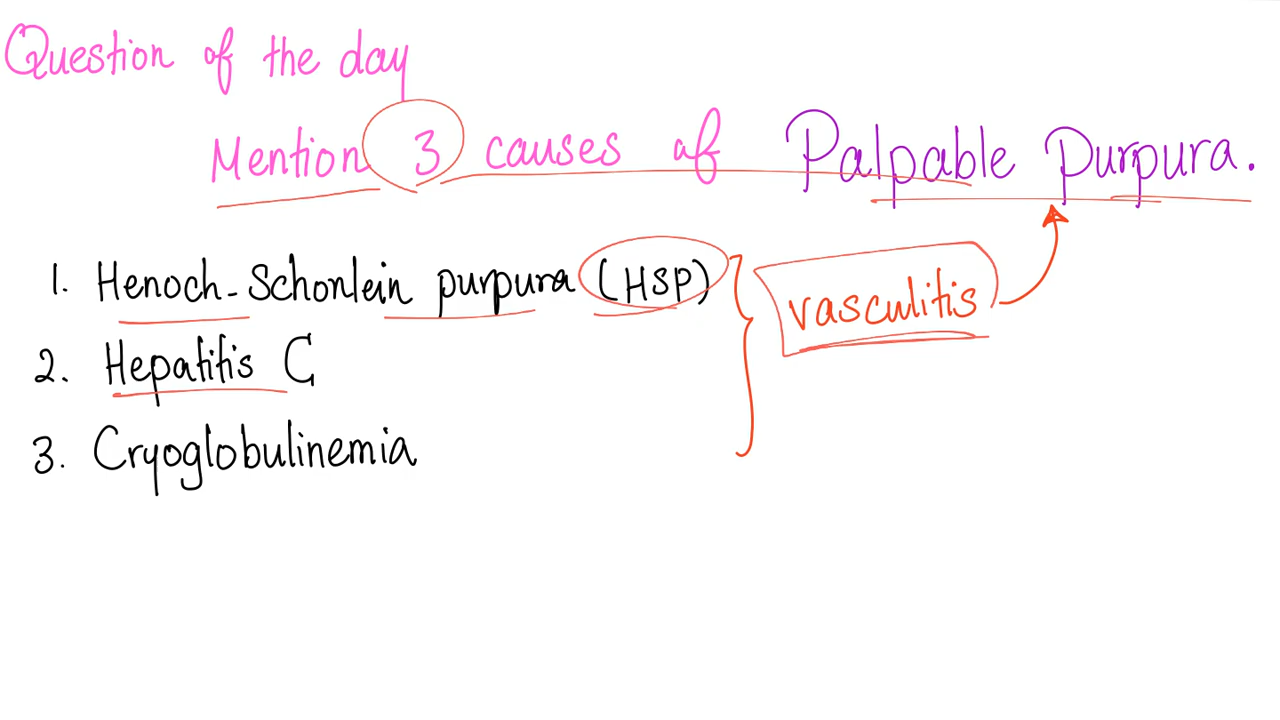 Question of the day
Mention 3 causes of Palpable Purpura.
1. Henoch-Schonlein purpura (HSP)
vasculitis
2. Hepatitis C
3. Cryoglobulinemia